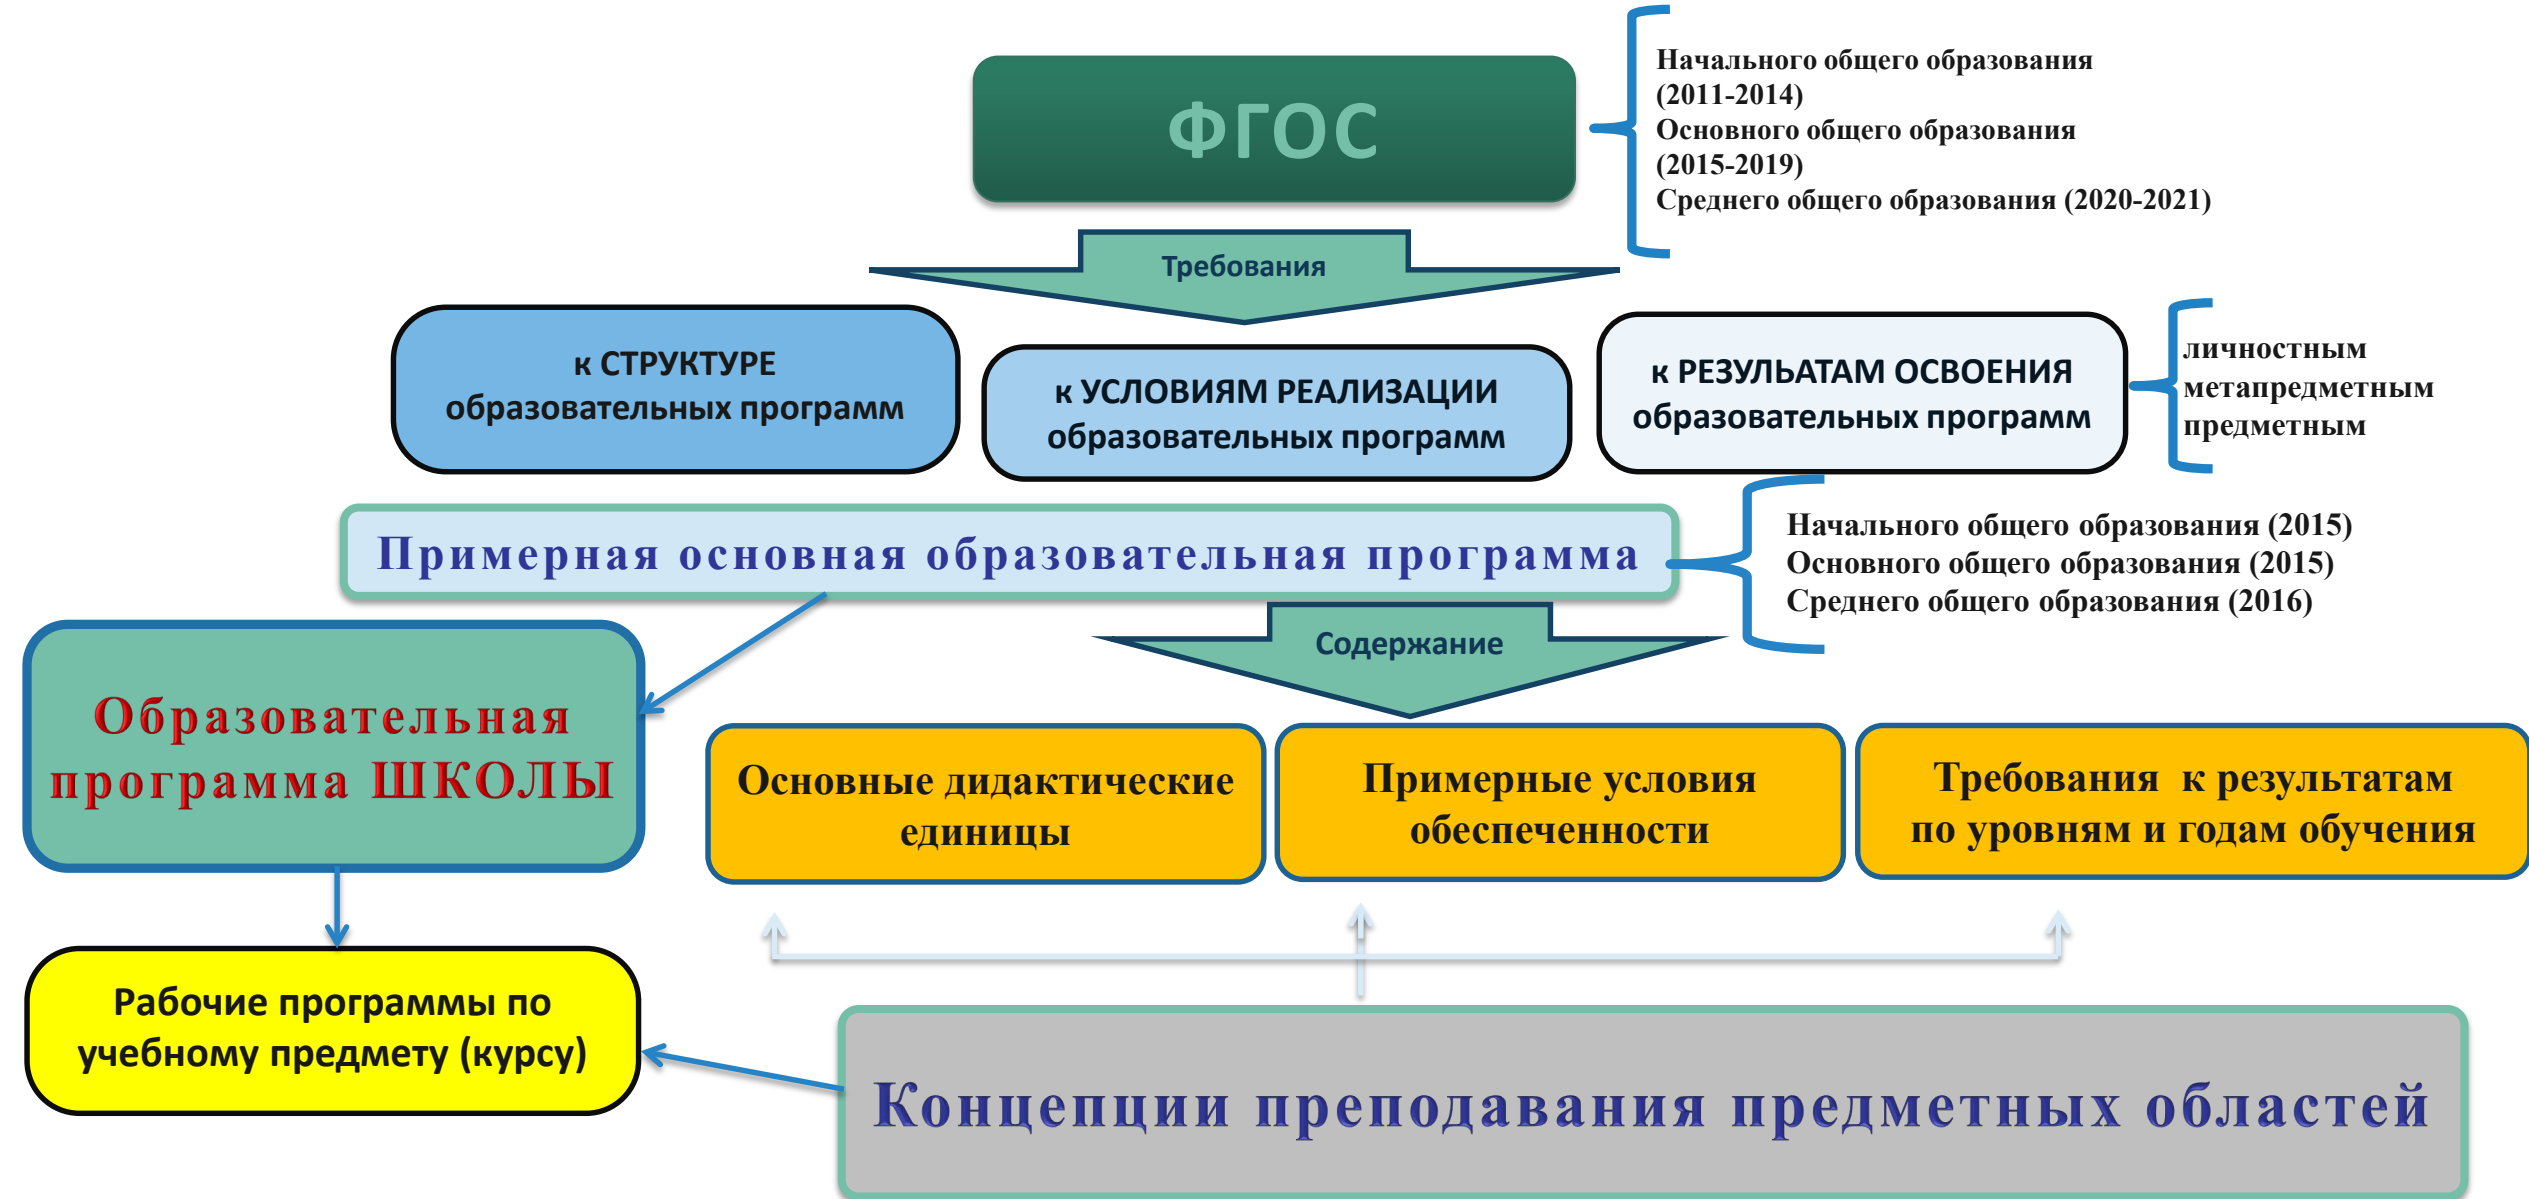 ФГОС
Начального общего образования
(2011-2014)
Основного общего образования
(2015-2019)
Среднего общего образования (2020-2021)
Требования
к СТРУКТУРЕ
образовательных программ
к УСЛОВИЯМ РЕАЛИЗАЦИИ
образовательных программ
к РЕЗУЛЬАТАМ ОСВОЕНИЯ
образовательных программ
личностным
метапредметным
предметным
Примерная основная образовательная программа
Начального общего образования (2015)
Основного общего образования (2015)
Среднего общего образования (2016)
Содержание
Образовательная
программа ШКОЛЫ
Основные дидактические
единицы
Примерные условия
обеспеченности
Требования к результатам
по уровням и годам обучения
Рабочие программы по
учебному предмету (курсу)
Концепции преподавания предметных областей